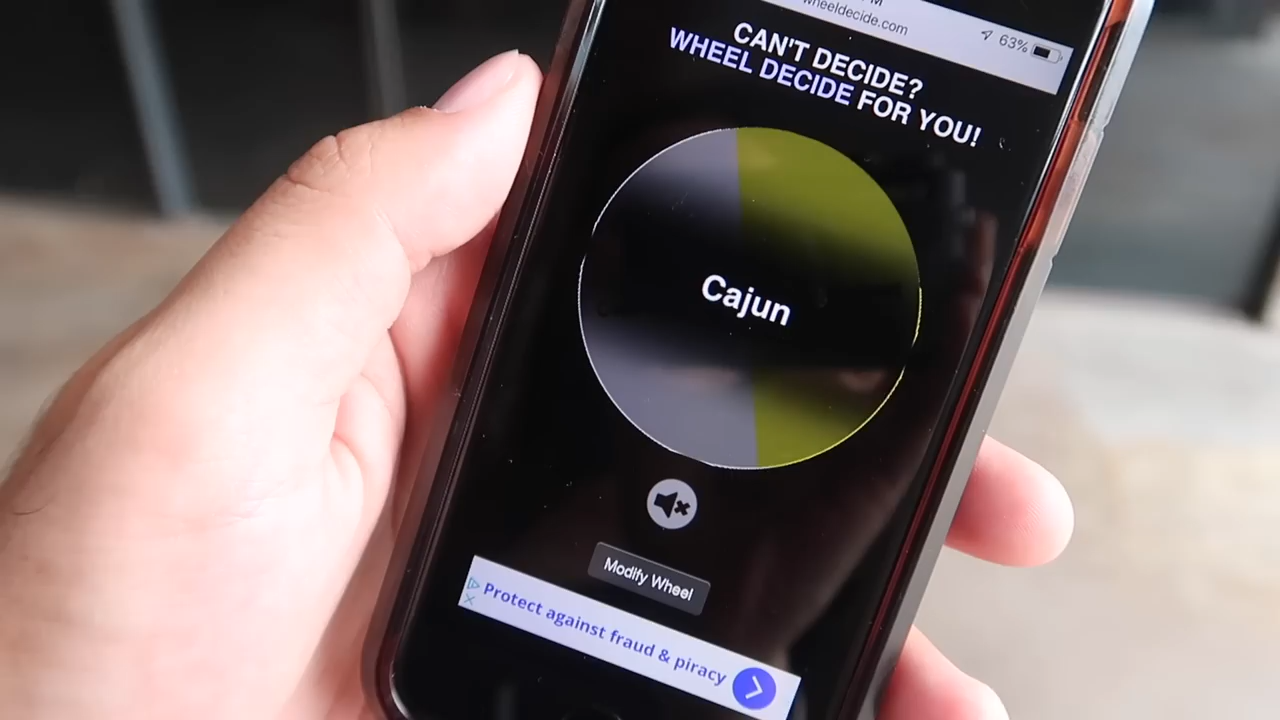 wheeldecide.com
63%
CAN'T DECIDE?
WHEEL DECIDE FOR YOU!
Cajun
Modify Wheel
Protect against fraud & piracy